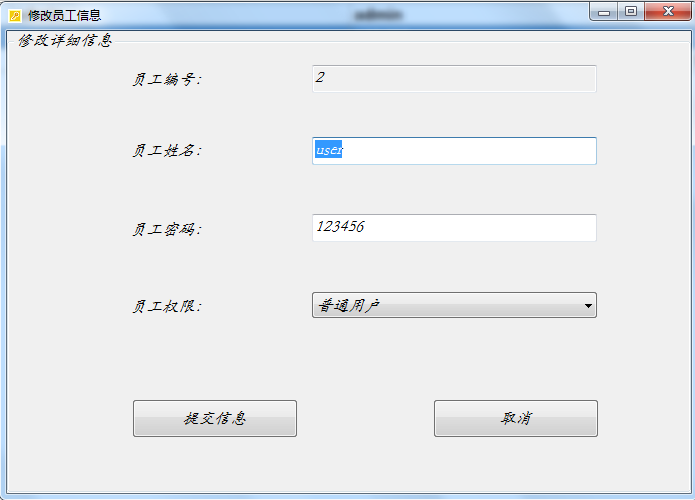 修改员工信息
admin
修改详细信息
员工编号:
2
员工姓名:
user
员工密码:
123456
员工权限:
普通用户
提交信息
取消